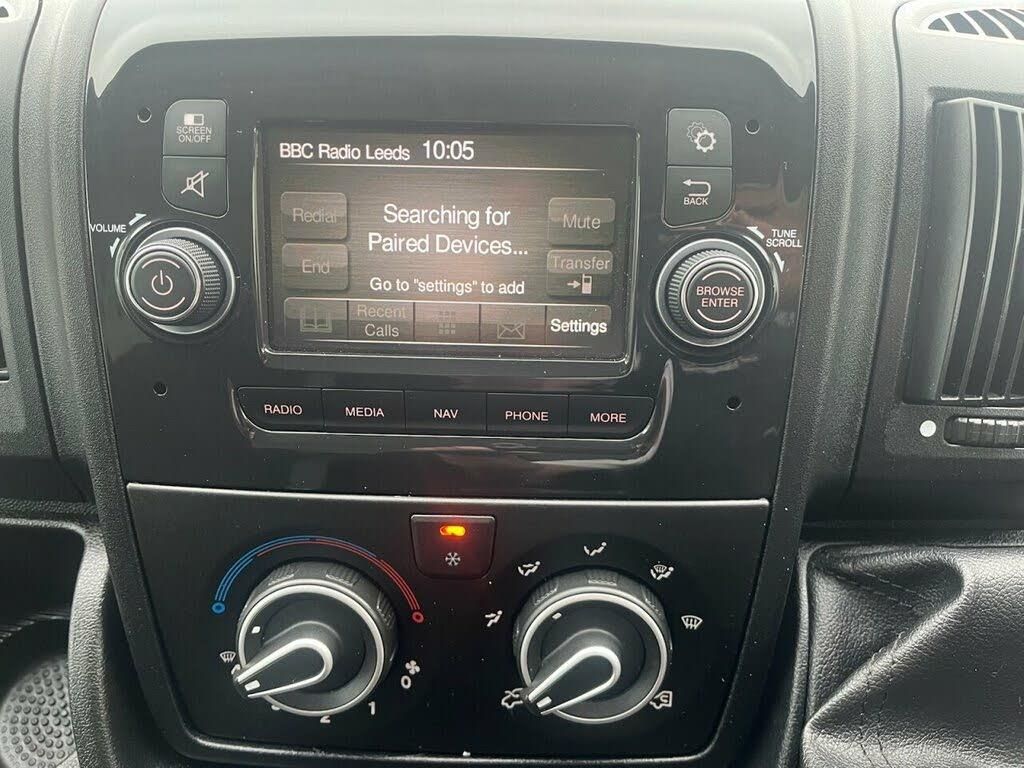 SCREEN
ON/OFF
VOLUME
BBC Radio Leeds 10:05
Redial
Searching for
Paired Devices...
Mute
End
Transfer
Go to "settings" to add
Recent
Calls
Settings
BACK
TUNE
SCROLL
BROWSE
ENTER
RADIO
MEDIA
NAV
PHONE
MORE
0
2
1